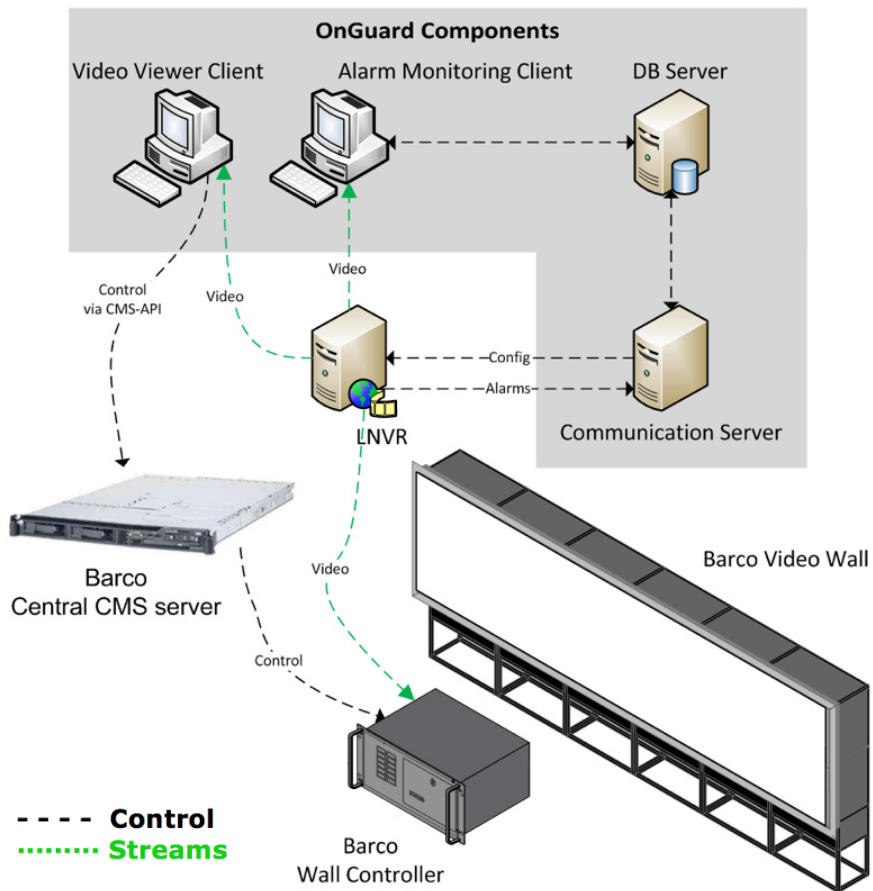 OnGuard Components
Video Viewer Client
Alarm Monitoring Client
DB Server
Control
via CMS-API
Video
Video
Config
Alarms
LNVR
Communication Server
Barco
Central CMS server
Video
Barco Video Wall
Control
- - - - Control
......... Streams
Barco
Wall Controller